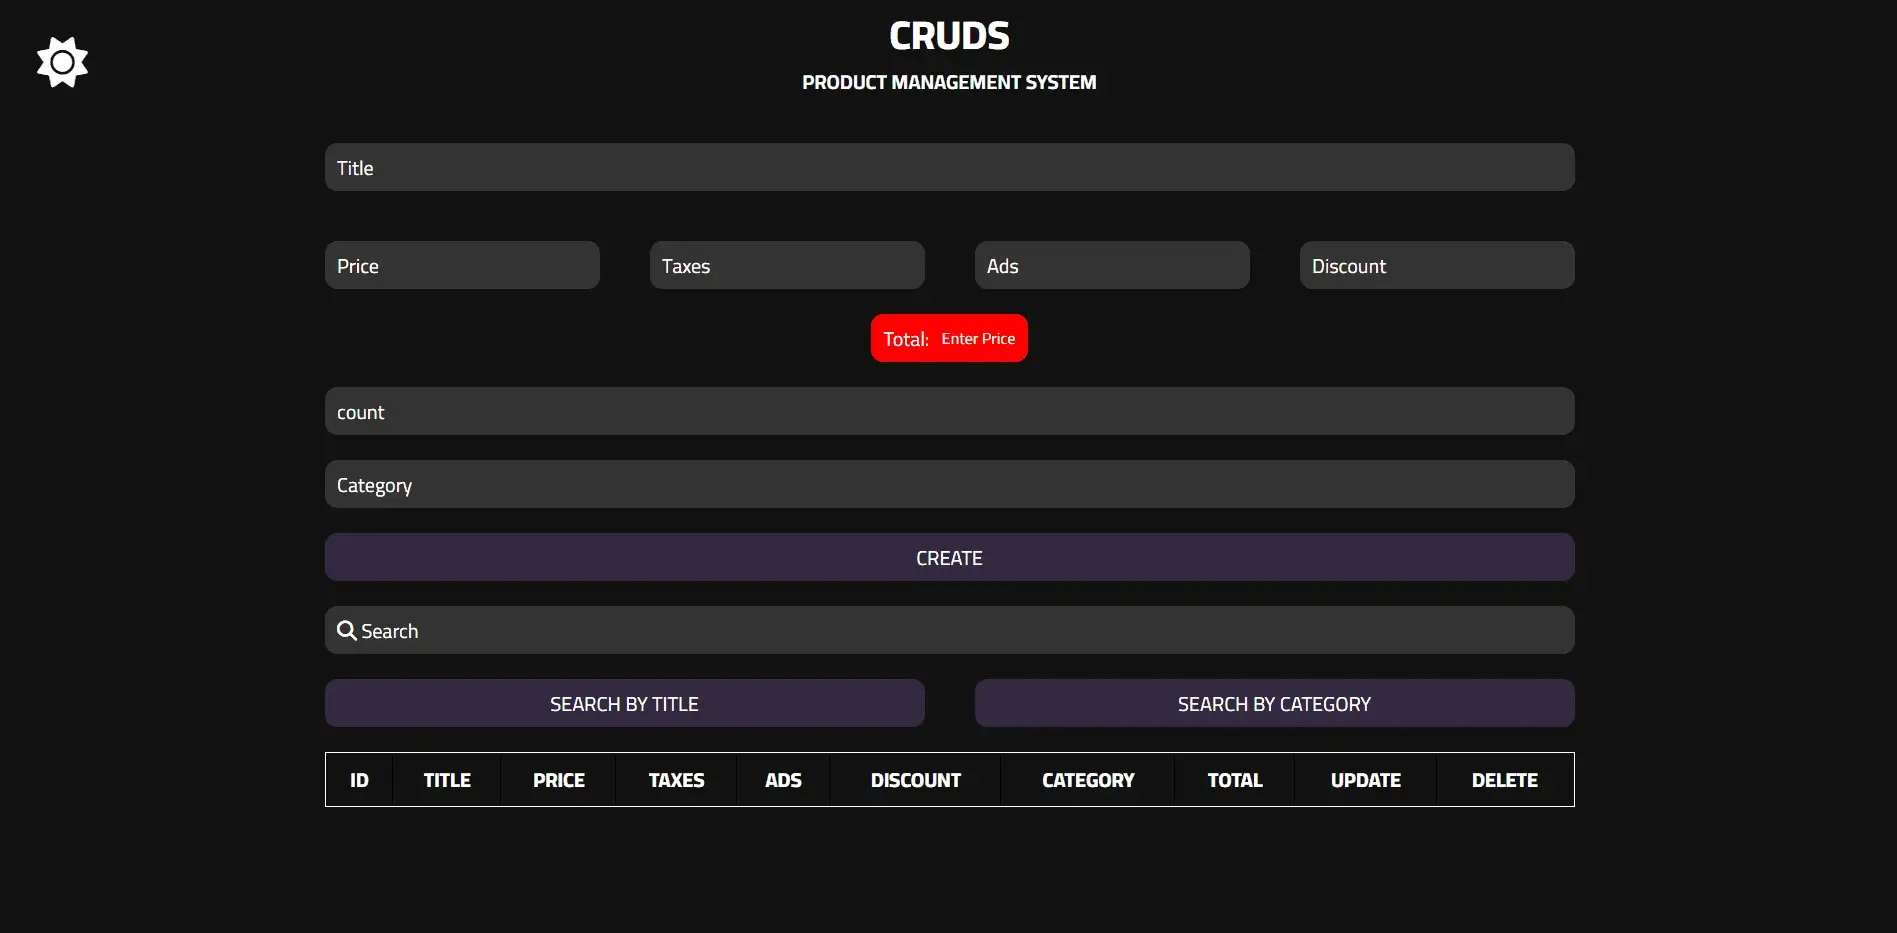 CRUDS
PRODUCT MANAGEMENT SYSTEM
Title
Price Taxes Ads Discount
Total: Enter Price
count
Category
CREATE
Search
SEARCH BY TITLE SEARCH BY CATEGORY
ID TITLE PRICE TAXES ADS DISCOUNT CATEGORY TOTAL UPDATE DELETE